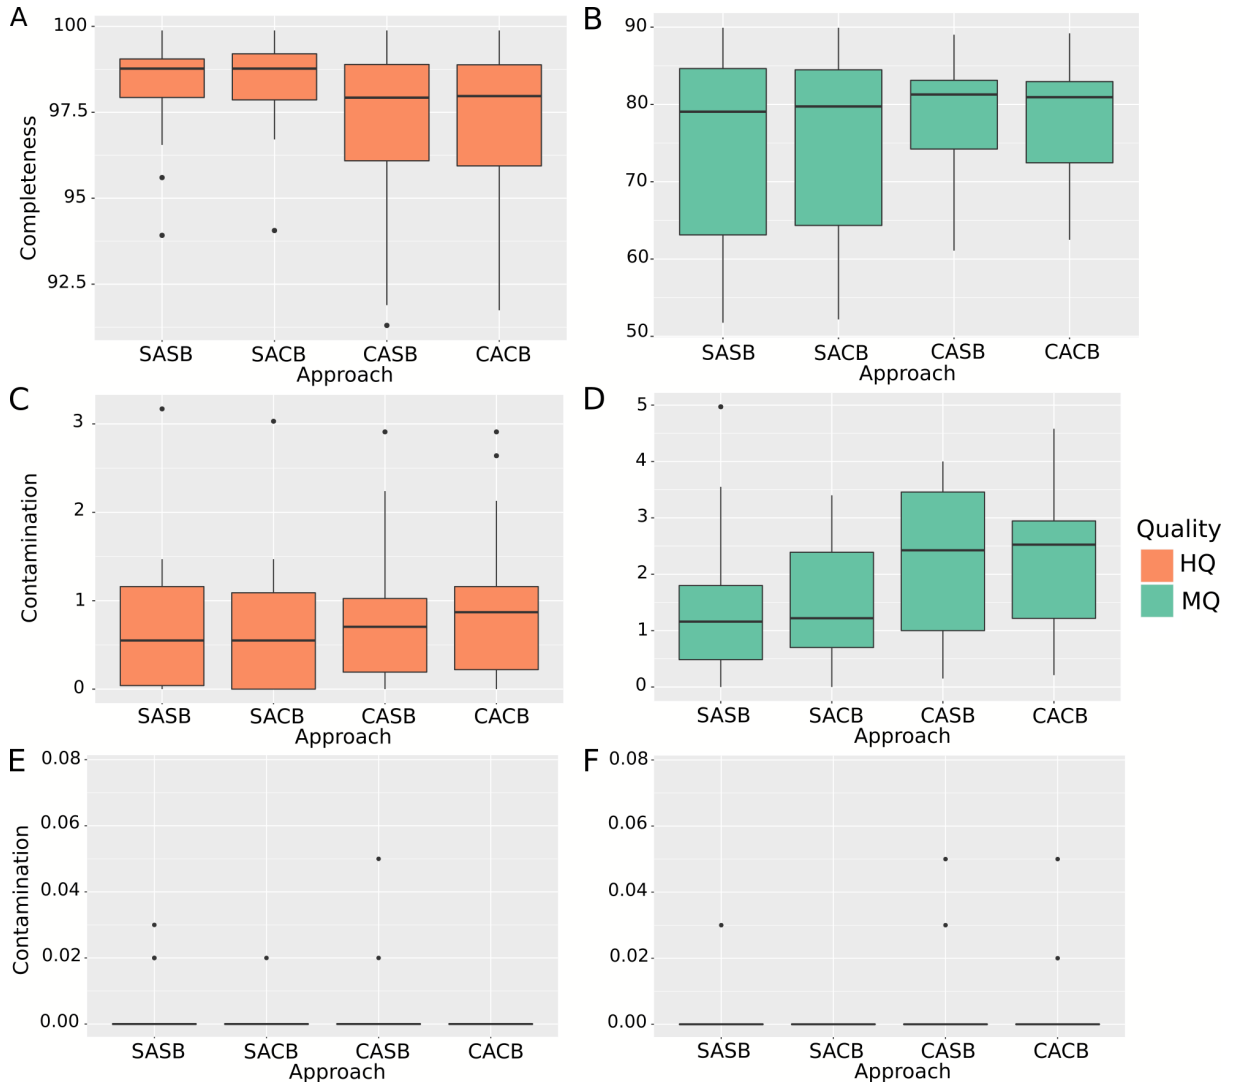 A
Completeness
100
97.5
95
92.5
SASB SACB CASB CACB
Approach
B
90
80
70
60
50
SASB SACB CASB CACB
Approach
C
Contamination
3
2
1
0
SASB SACB CASB CACB
Approach
D
5
4
3
2
1
0
SASB SACB CASB CACB
Approach
Quality
HQ
MQ
E
Contamination
0.08
0.06
0.04
0.02
0.00
SASB SACB CASB CACB
Approach
F
0.08
0.06
0.04
0.02
0.00
SASB SACB CASB CACB
Approach